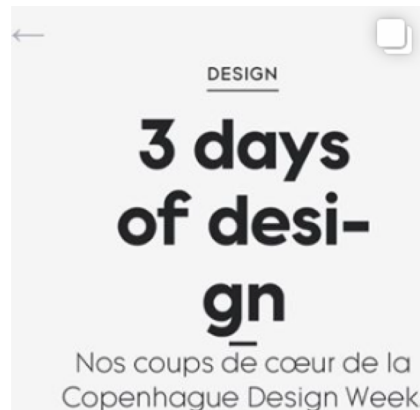 DESIGN
3 days
of desi-
gn
Nos coups de cœur de la
Copenhague Design Week